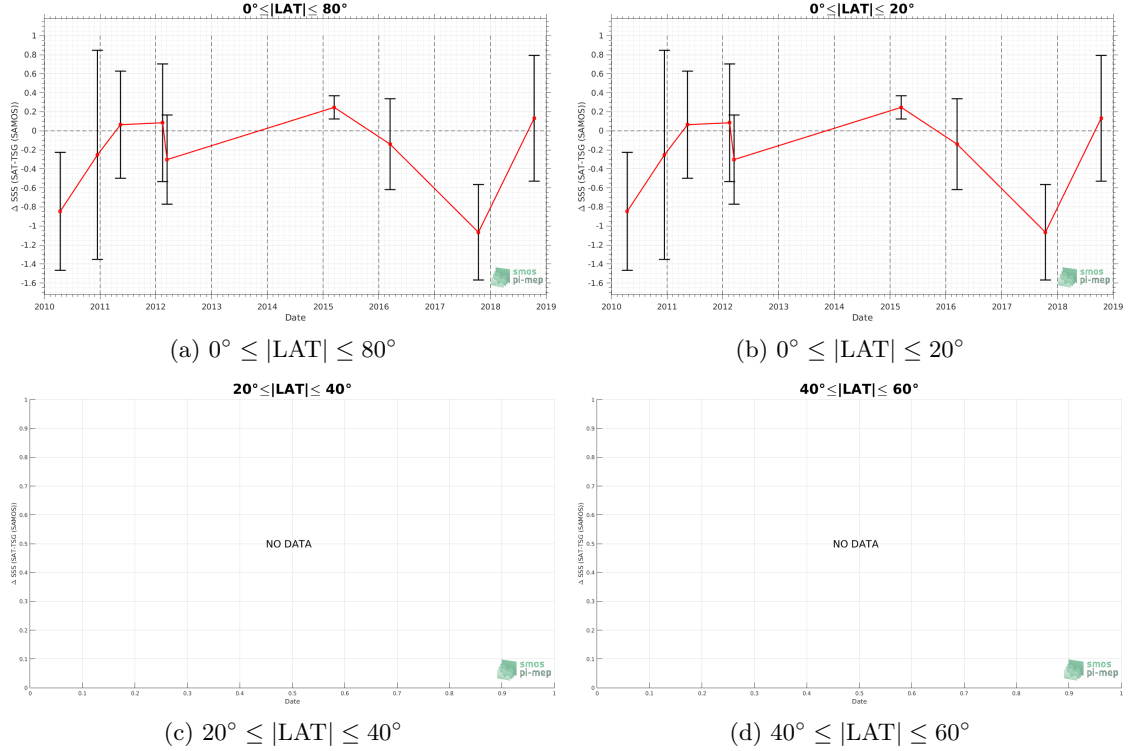 0°≤|LAT|≤ 80°
Δ SSS (SAT-TSG (SAMOS))
1
0.8
0.6
0.4
0.2
0
-0.2
-0.4
-0.6
-0.8
-1
-1.2
-1.4
-1.6
2010 2011 2012 2013 2014 2015 2016 2017 2018 2019
Date
smos
pi-mep
(a) 0° ≤ |LAT| ≤ 80°
0°≤|LAT|≤ 20°
Δ SSS (SAT-TSG (SAMOS))
1
0.8
0.6
0.4
0.2
0
-0.2
-0.4
-0.6
-0.8
-1
-1.2
-1.4
-1.6
2010 2011 2012 2013 2014 2015 2016 2017 2018 2019
Date
smos
pi-mep
(b) 0° ≤ |LAT| ≤ 20°
20°≤|LAT|≤ 40°
Δ SSS (SAT-TSG (SAMOS))
1
0.9
0.8
0.7
0.6
0.5
0.4
0.3
0.2
0.1
0
NO DATA
0 0.1 0.2 0.3 0.4 0.5 0.6 0.7 0.8 0.9 1
Date
smos
pi-mep
(c) 20° ≤ |LAT| ≤ 40°
40°≤|LAT|≤ 60°
Δ SSS (SAT-TSG (SAMOS))
1
0.9
0.8
0.7
0.6
0.5
0.4
0.3
0.2
0.1
0
NO DATA
0 0.1 0.2 0.3 0.4 0.5 0.6 0.7 0.8 0.9 1
Date
smos
pi-mep
(d) 40° ≤ |LAT| ≤ 60°